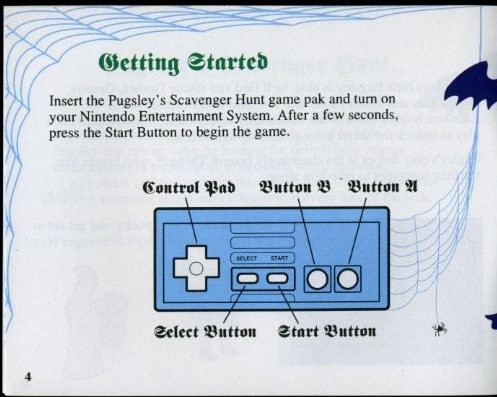 Getting Started
Insert the Pugsley's Scavenger Hunt game pak and turn on
your Nintendo Entertainment System. After a few seconds,
press the Start Button to begin the game.
Control Pad Button B Button A
SELECT START
Select Button Start Button
4